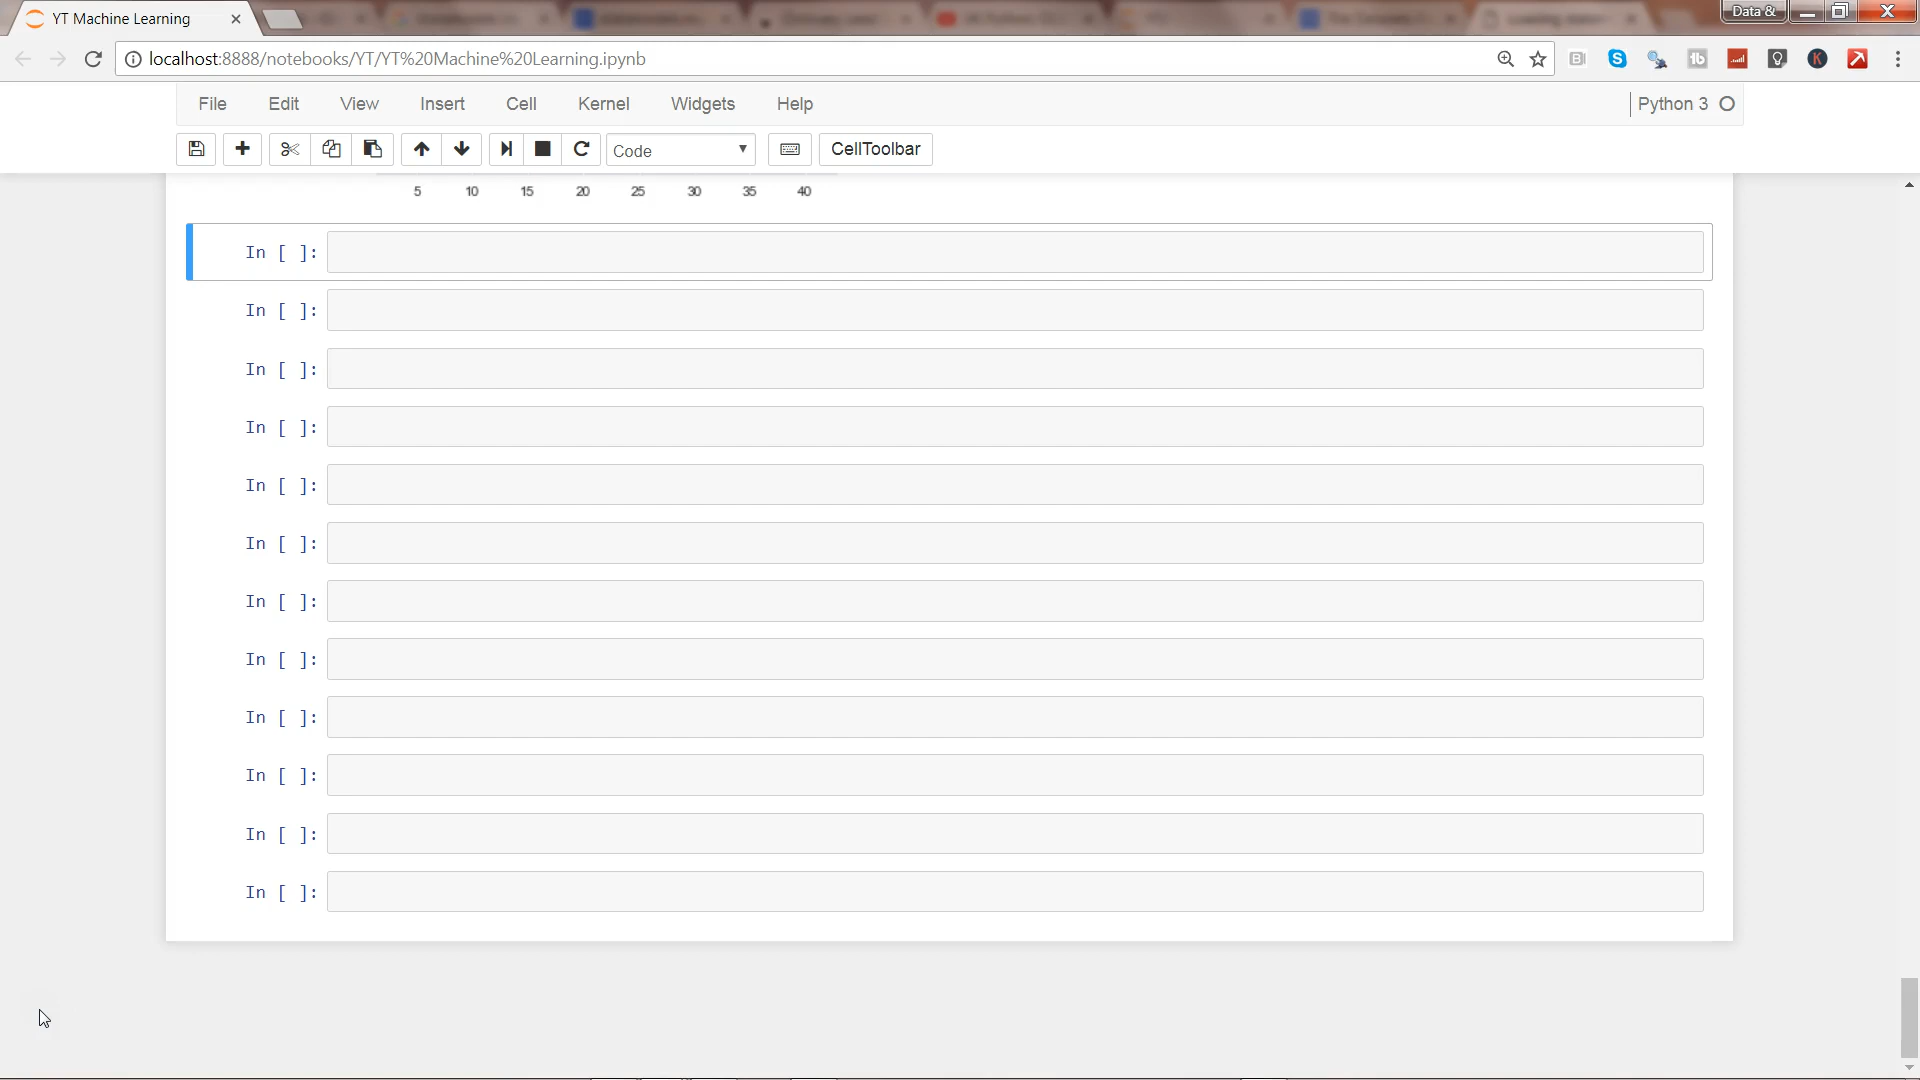 YT Machine Learning
Data &
localhost:8888/notebooks/YT/YT%20Machine%20Learning.ipynb
File Edit View Insert Cell Kernel Widgets Help Python 3
Code CellToolbar
5 10 15 20 25 30 35 40
In [ ]:
In [ ]:
In [ ]:
In [ ]:
In [ ]:
In [ ]:
In [ ]:
In [ ]:
In [ ]:
In [ ]:
In [ ]:
In [ ]: